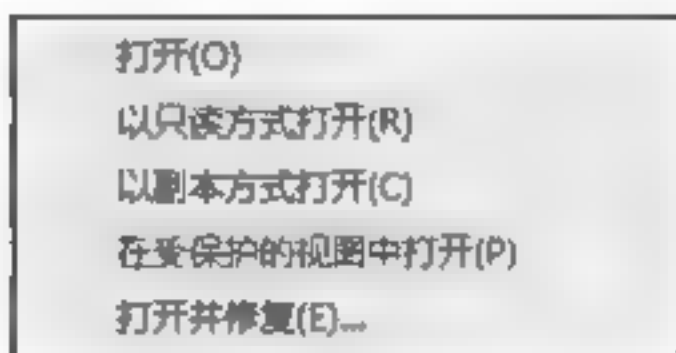 打开(O)
以只读方式打开(R)
以副本方式打开(C)
在受保护的视图中打开(P)
打开并修复(E)...